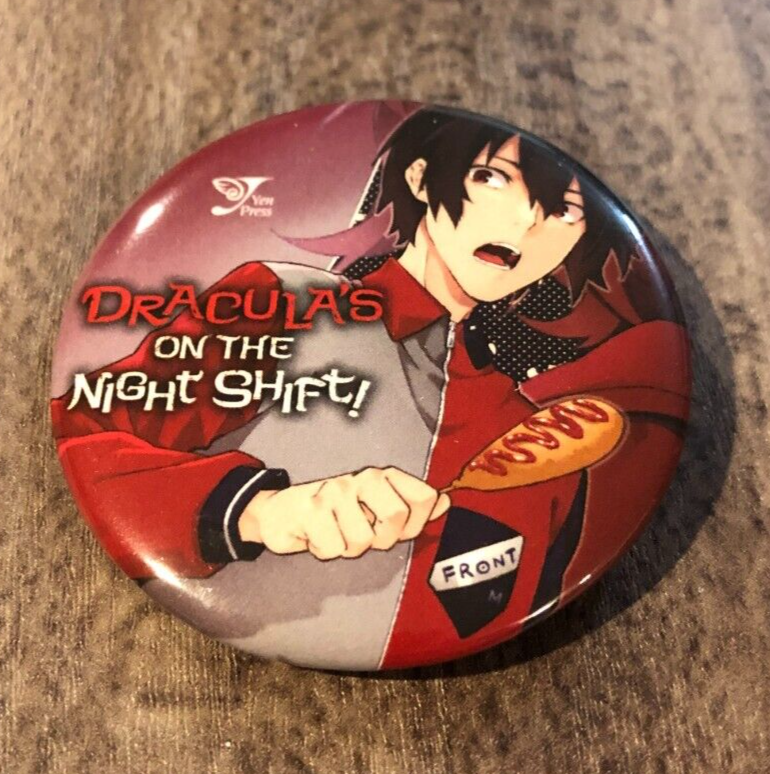 Yen
Press
DRACULA'S
ON THE
NIGHT SHIFT!
FRONT
M